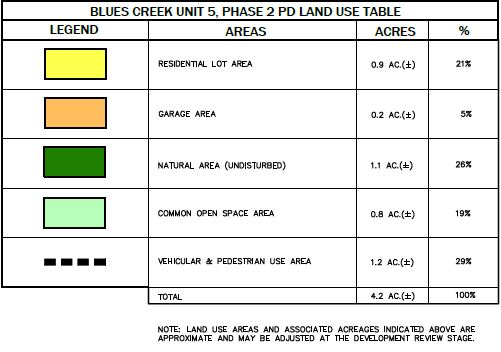 BLUES CREEK UNIT 5, PHASE 2 PD LAND USE TABLE
LEGEND AREAS ACRES %
RESIDENTIAL LOT AREA 0.9 AC.(±) 21%
GARAGE AREA 0.2 AC.(±) 5%
NATURAL AREA (UNDISTURBED) 1.1 AC.(±) 26%
COMMON OPEN SPACE AREA 0.8 AC.(±) 19%
VEHICULAR & PEDESTRIAN USE AREA 1.2 AC.(±) 29%
TOTAL 4.2 AC.(±) 100%
NOTE: LAND USE AREAS AND ASSOCIATED ACREAGES INDICATED ABOVE ARE
APPROXIMATE AND MAY BE ADJUSTED AT THE DEVELOPMENT REVIEW STAGE.